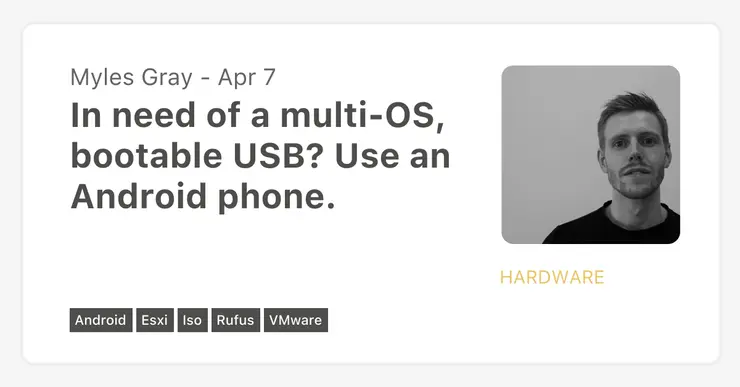 Myles Gray - Apr 7
In need of a multi-OS,
bootable USB? Use an
Android phone.
HARDWARE
Android Esxi Iso Rufus VMware